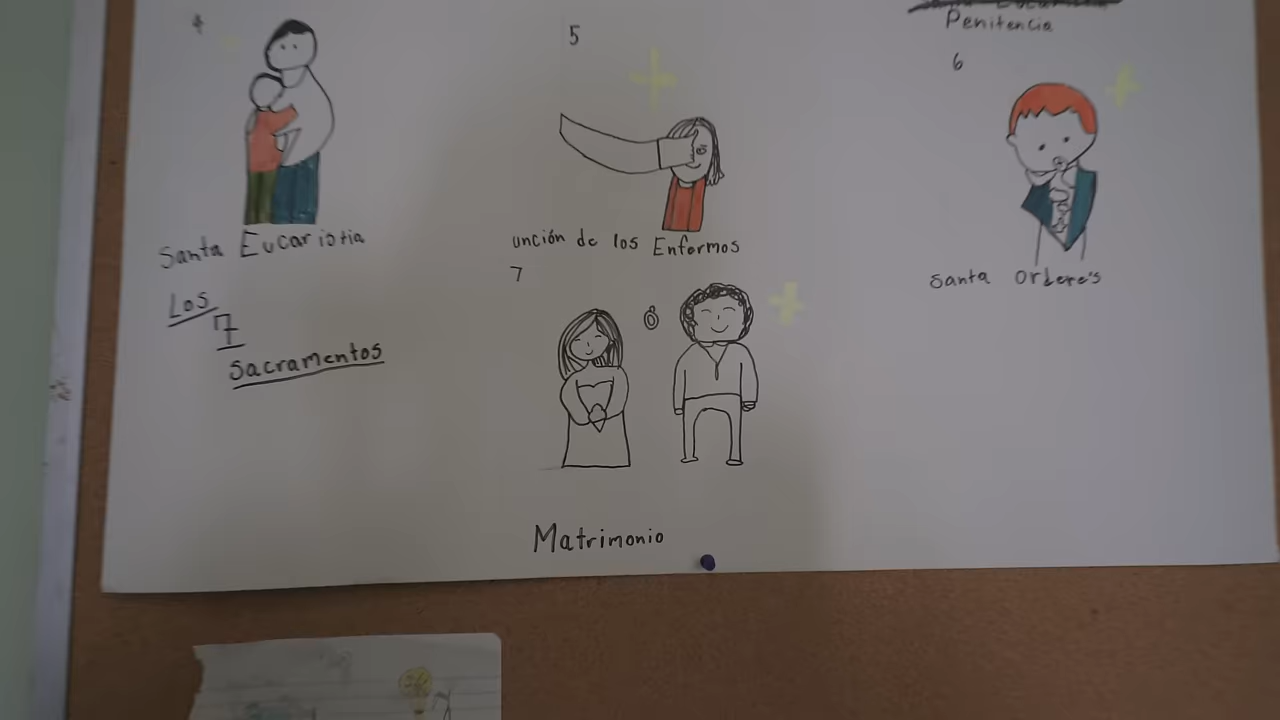 Penitencia
4
5
6
Santa Eucaristia
unción de los Enfermos
Santa Ordene's
Los
7
Sacramentos
7
Matrimonio